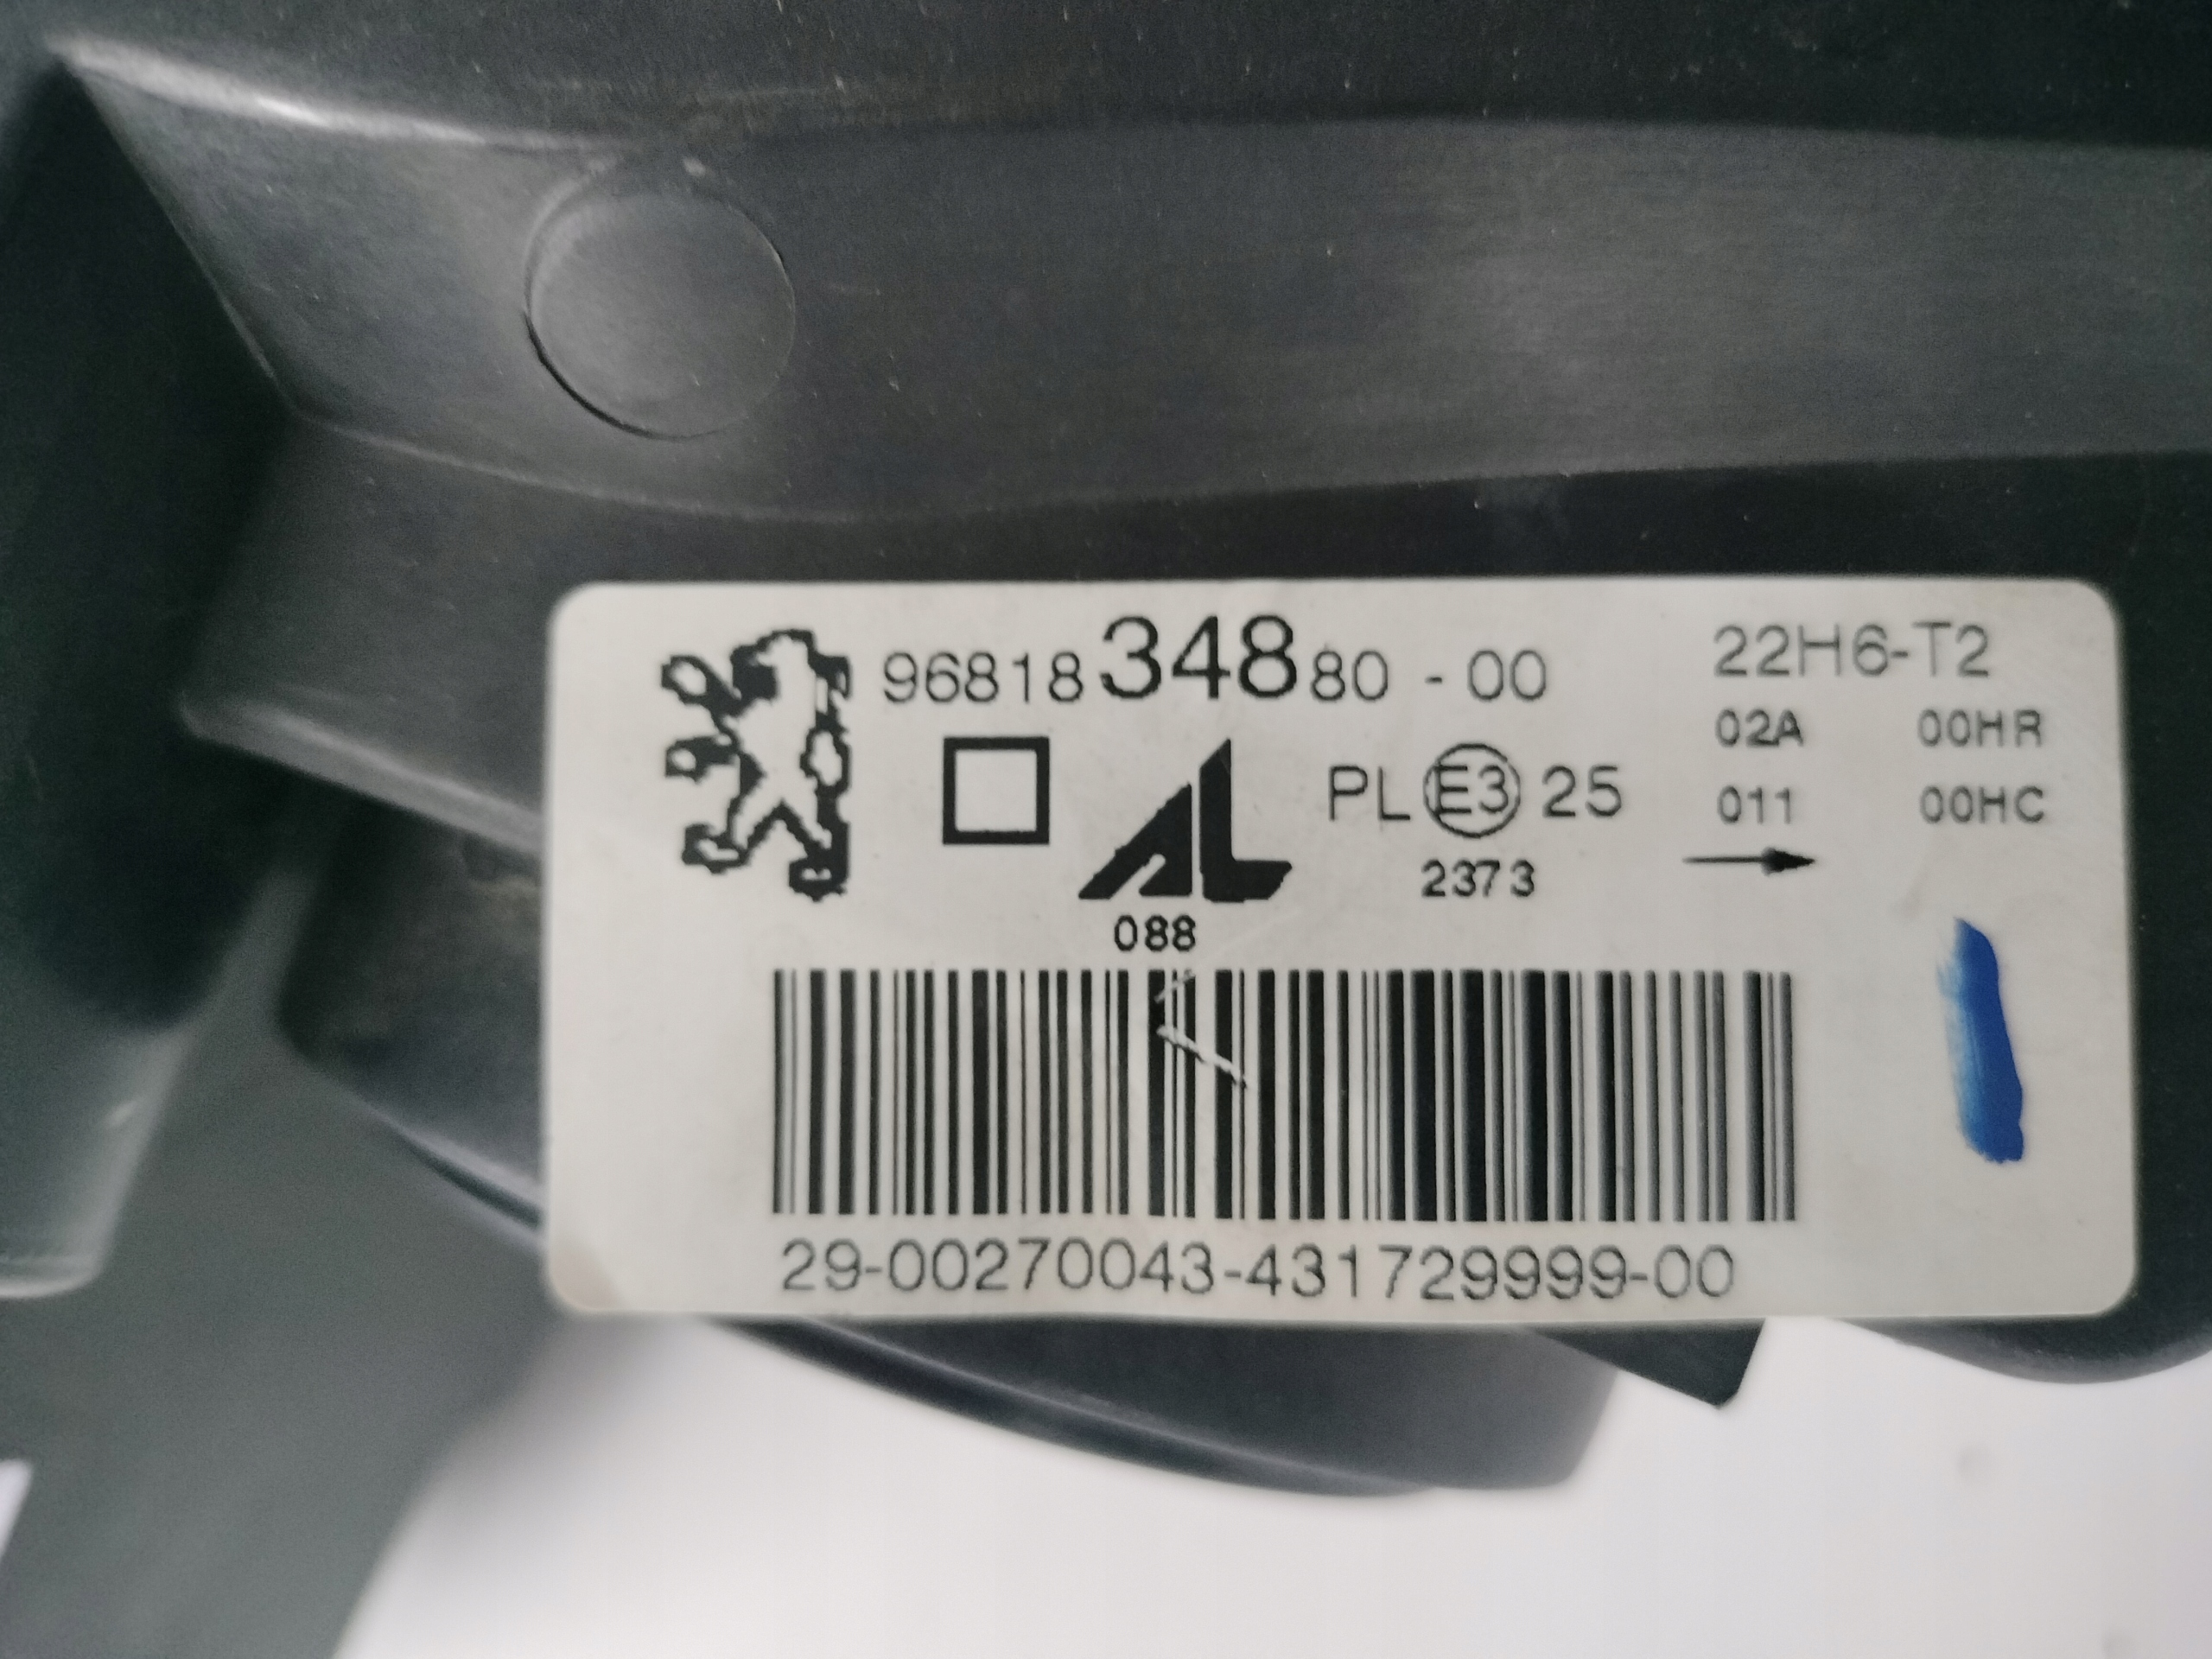 96818 348 80 - 00
22H6-T2
02A 00HR
AL PL E3 25
011 00HC
2373
088
29-00270043-431729999-00